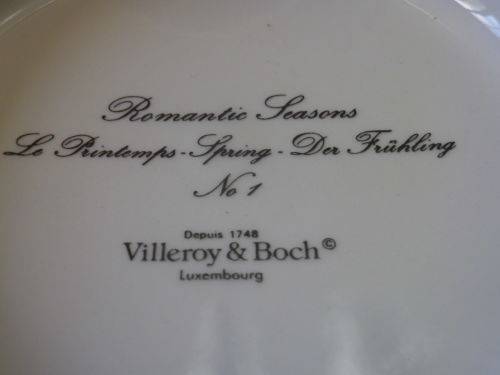 Romantic Seasons
Le Printemps - Spring - Der Frühling
No 1
Depuis 1748
Villeroy & Boch©
Luxembourg